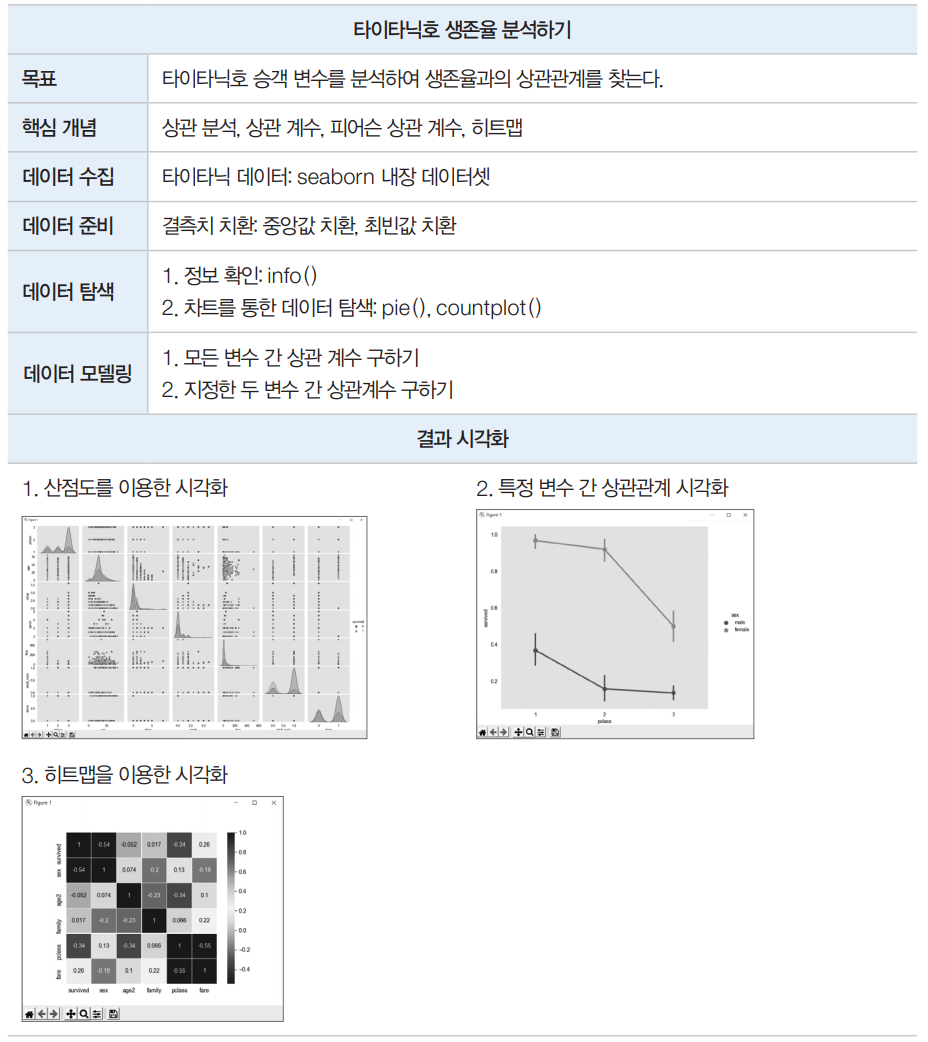 타이타닉호 생존율 분석하기
목표
타이타닉호 승객 변수를 분석하여 생존율과의 상관관계를 찾는다.
핵심 개념
상관 분석, 상관 계수, 피어슨 상관 계수, 히트맵
데이터 수집
타이타닉 데이터: seaborn 내장 데이터셋
데이터 준비
결측치 치환: 중앙값 치환, 최빈값 치환
데이터 탐색
1. 정보 확인: info()
2. 차트를 통한 데이터 탐색: pie(), countplot()
데이터 모델링
1. 모든 변수 간 상관 계수 구하기
2. 지정한 두 변수 간 상관계수 구하기
결과 시각화
1. 산점도를 이용한 시각화
Figure 1
2. 특정 변수 간 상관관계 시각화
Figure 1
1.0
0.8
0.6
0.4
0.2
survived
1 2 3
pclass
sex
male
female
3. 히트맵을 이용한 시각화
Figure 1
survived 1 -0.54 -0.052 0.017 -0.34 0.26
sex -0.54 1 0.074 -0.2 0.13 -0.18
age2 -0.052 0.074 1 -0.23 -0.34 0.1
family 0.017 -0.2 -0.23 1 0.066 0.22
pclass -0.34 0.13 -0.34 0.066 1 -0.55
fare 0.26 -0.18 0.1 0.22 -0.55 1
survived sex age2 family pclass fare
1.0
0.8
0.6
0.4
0.2
0.0
-0.2
-0.4